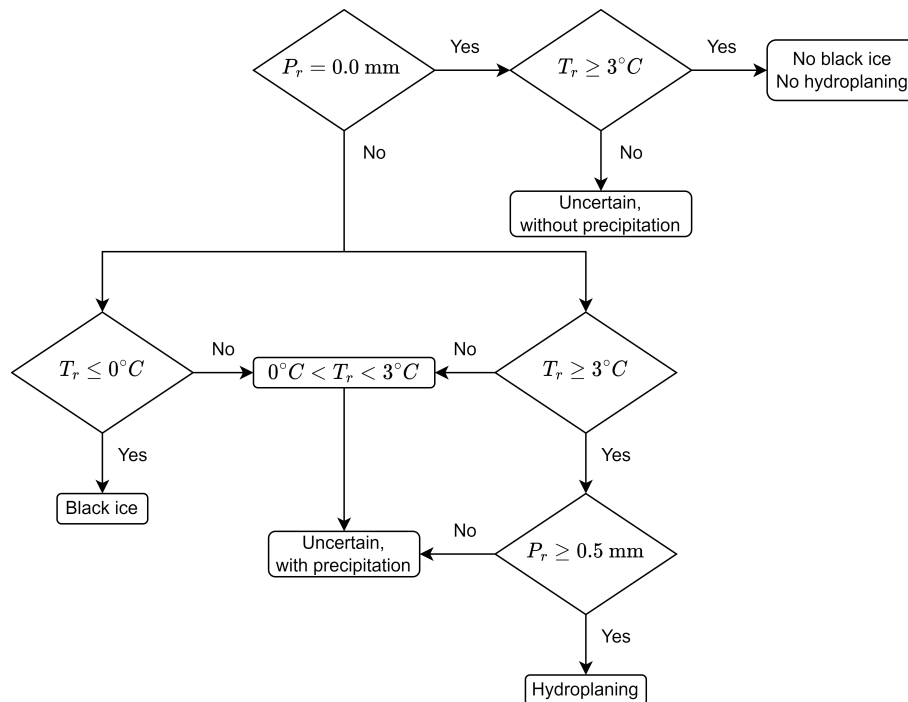 P_r = 0.0 mm
Yes
T_r ≥ 3°C
Yes
No black ice
No hydroplaning
No
No
Uncertain,
without precipitation
T_r ≤ 0°C
No
0°C < T_r < 3°C
No
T_r ≥ 3°C
Yes
Yes
Black ice
Uncertain,
with precipitation
No
P_r ≥ 0.5 mm
Yes
Hydroplaning